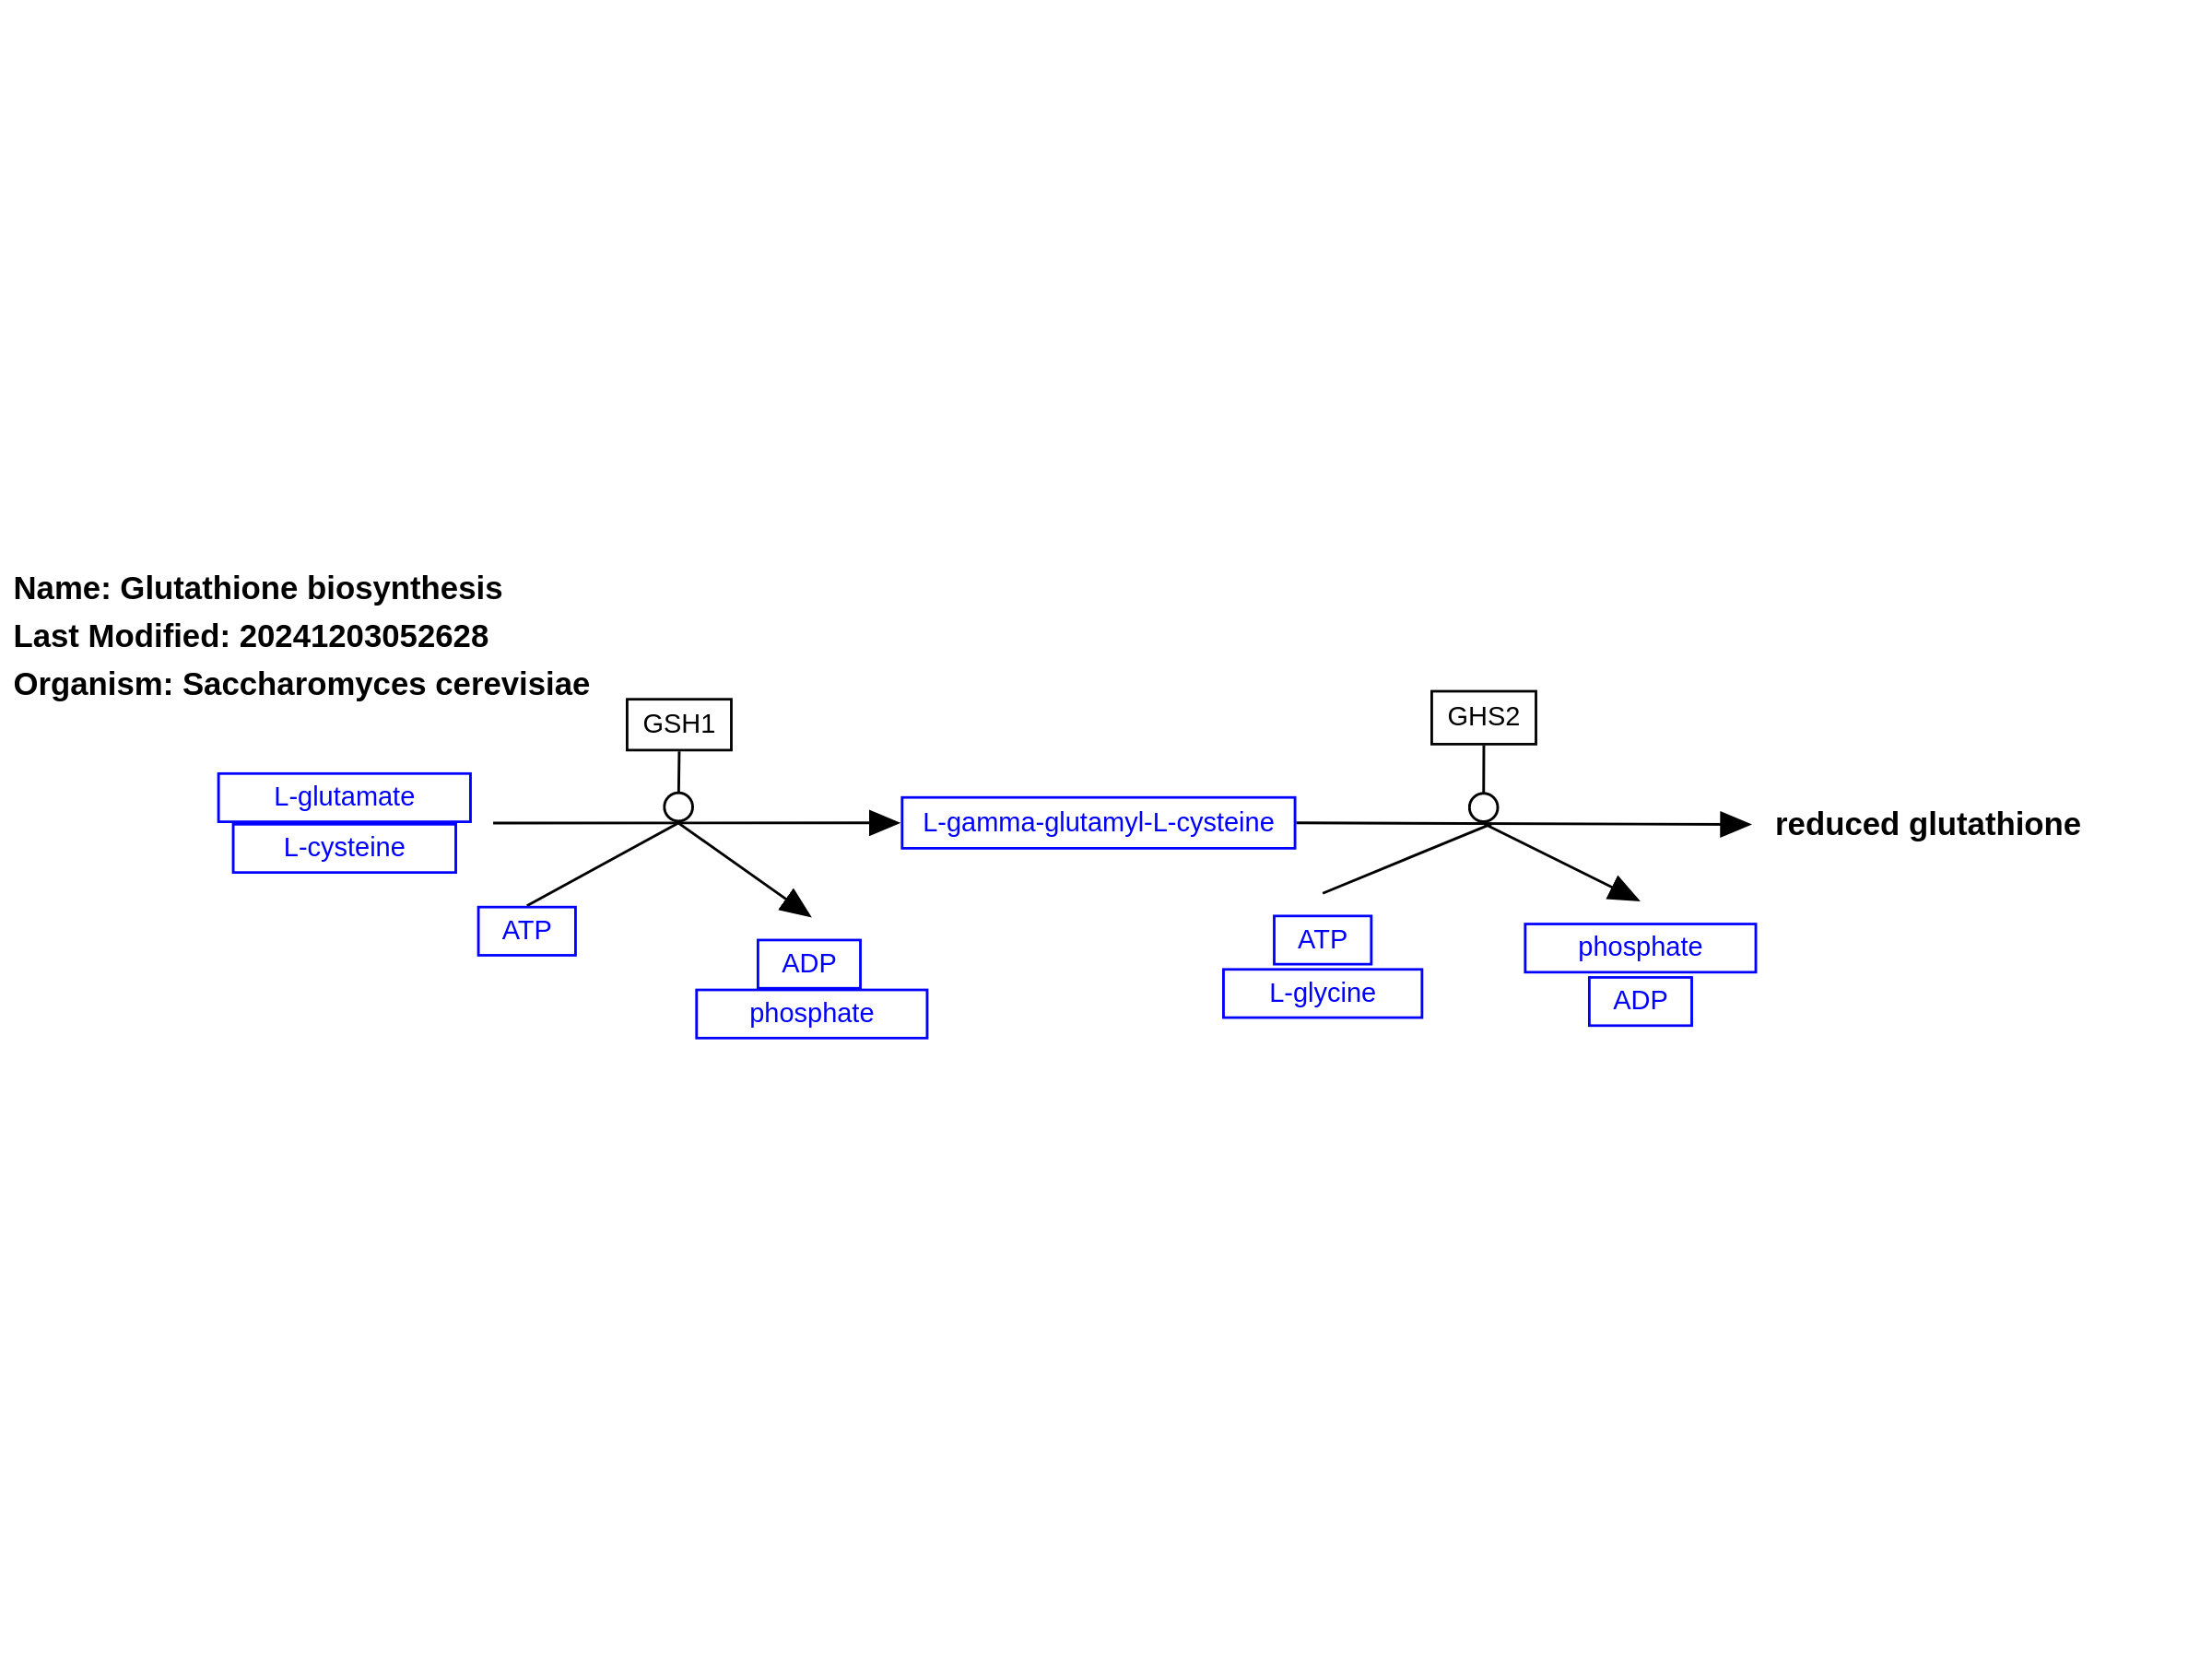 Name: Glutathione biosynthesis
Last Modified: 20241203052628
Organism: Saccharomyces cerevisiae
GSH1
GHS2
L-glutamate
L-cysteine
L-gamma-glutamyl-L-cysteine
reduced glutathione
ATP
ADP
phosphate
ATP
L-glycine
phosphate
ADP